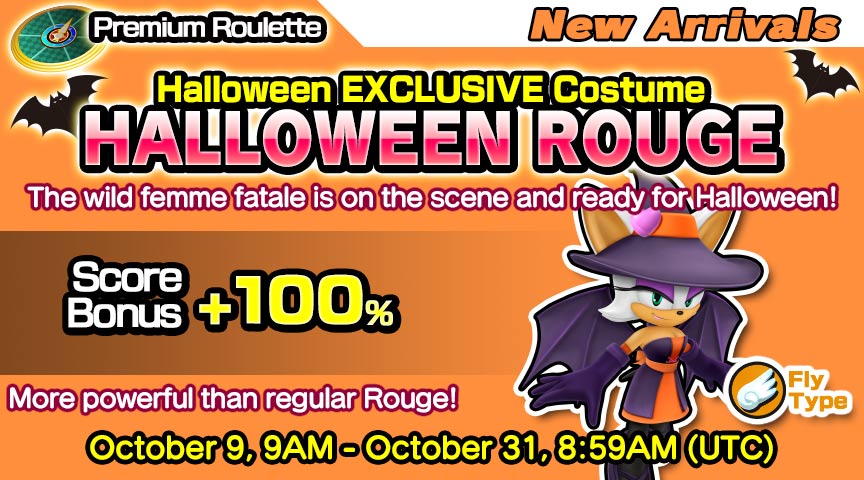 Premium Roulette
New Arrivals
Halloween EXCLUSIVE Costume
HALLOWEEN ROUGE
The wild femme fatale is on the scene and ready for Halloween!
Score
Bonus +100%
More powerful than regular Rouge!
Fly
Type
October 9, 9AM - October 31, 8:59AM (UTC)